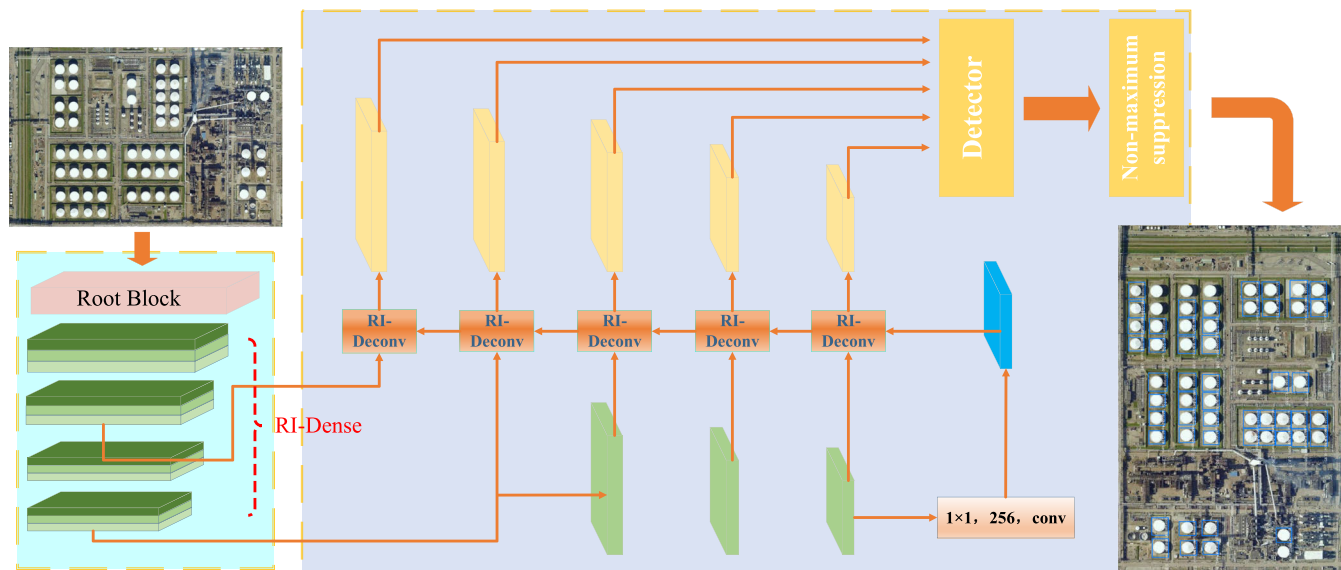 Root Block
RI-Dense
RI-
Deconv
RI-
Deconv
RI-
Deconv
RI-
Deconv
RI-
Deconv
1×1，256，conv
Detector
Non-maximum
suppression